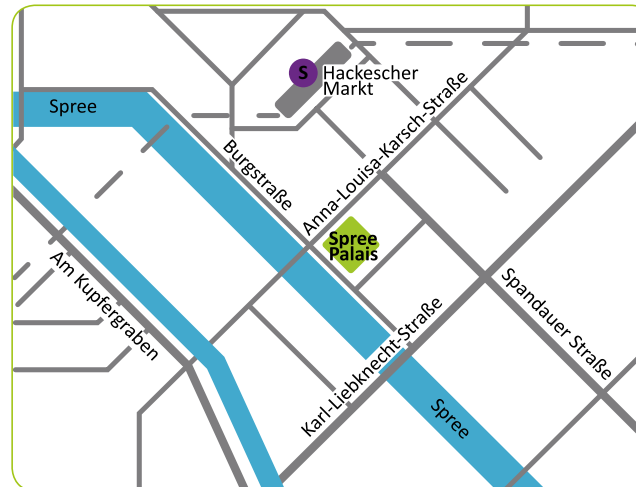 S
Hackescher
Markt
Spree
Burgstraße
Anna-Louisa-Karsch-Straße
Spree
Palais
Am Kupfergraben
Spandauer Straße
Karl-Liebknecht-Straße
Spree